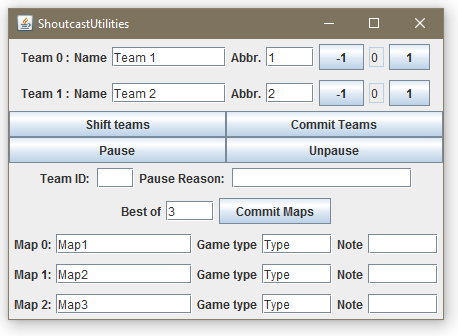 ShoutcastUtilities
Team 0 : Name Team 1 Abbr. 1 -1 0 1
Team 1 : Name Team 2 Abbr. 2 -1 0 1
Shift teams Commit Teams
Pause Unpause
Team ID: Pause Reason:
Best of 3 Commit Maps
Map 0: Map1 Game type Type Note
Map 1: Map2 Game type Type Note
Map 2: Map3 Game type Type Note